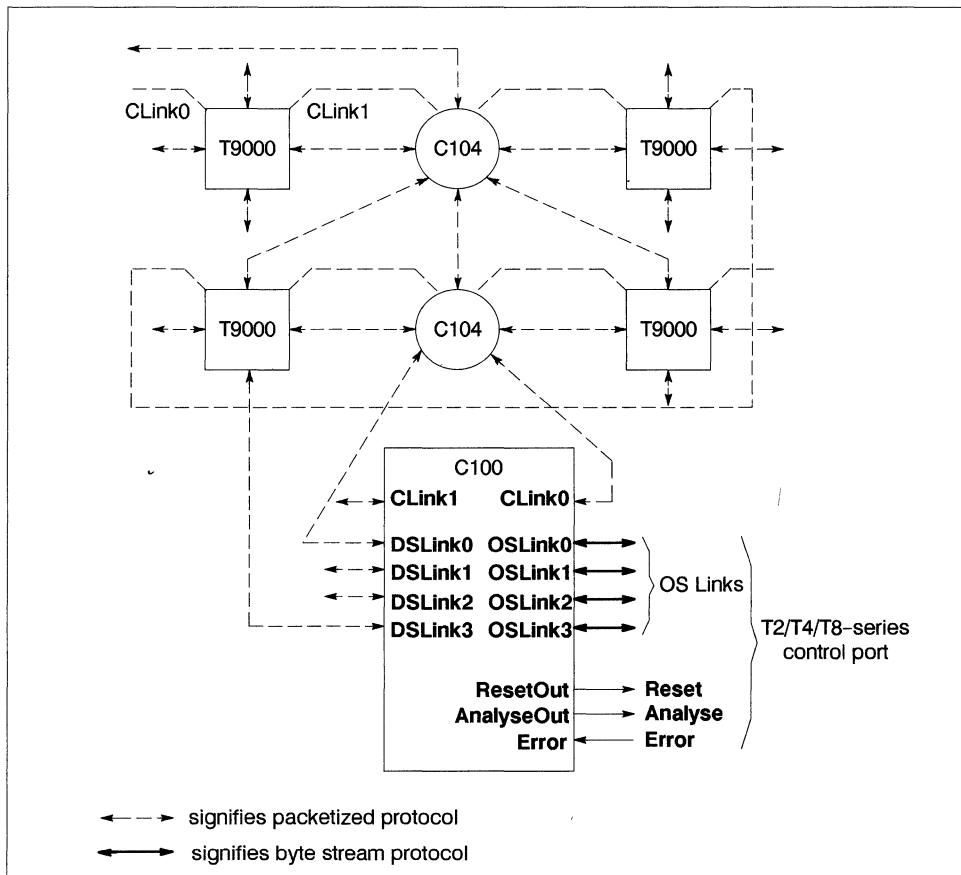 CLink0
CLink1
T9000
C104
T9000
T9000
C104
T9000
C100
CLink1 CLink0
DSLink0 OSLink0
DSLink1 OSLink1
DSLink2 OSLink2
DSLink3 OSLink3
OS Links
T2/T4/T8–series
control port
ResetOut Reset
AnalyseOut Analyse
Error Error
signifies packetized protocol
signifies byte stream protocol